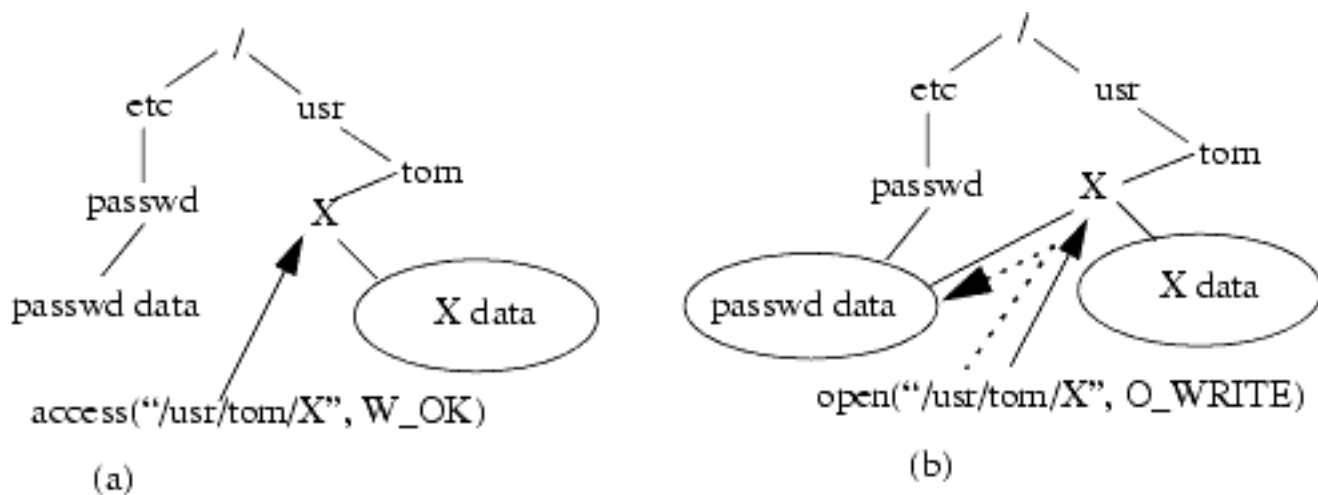 /
etc
usr
tom
passwd
X
passwd data
X data
access(“/usr/tom/X”, W_OK)
(a)
/
etc
usr
tom
passwd
X
passwd data
X data
open(“/usr/tom/X”, O_WRITE)
(b)